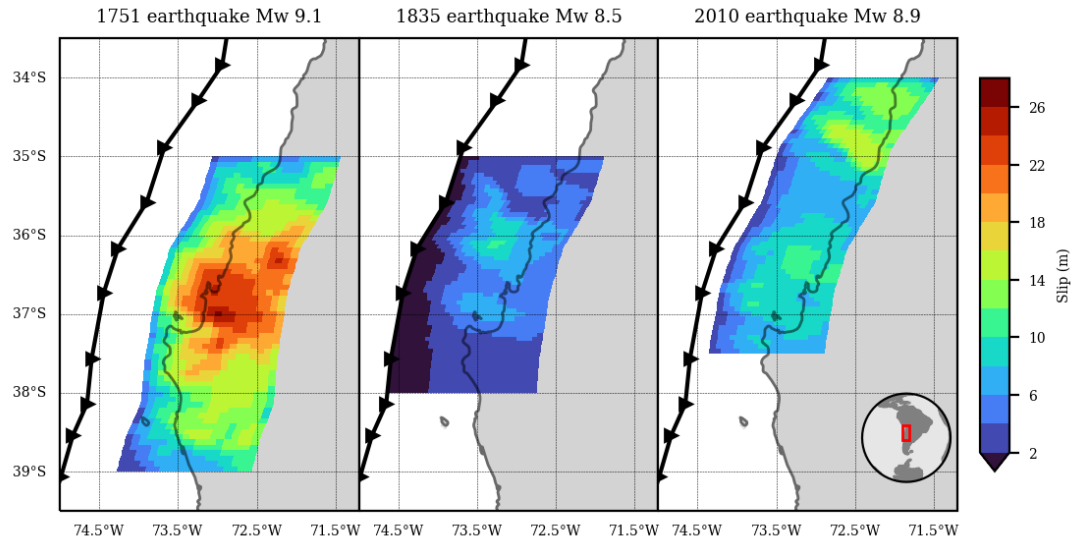 1751 earthquake Mw 9.1
1835 earthquake Mw 8.5
2010 earthquake Mw 8.9
34°S
35°S
36°S
37°S
38°S
39°S
74.5°W 73.5°W 72.5°W 71.5°W
74.5°W 73.5°W 72.5°W 71.5°W
74.5°W 73.5°W 72.5°W 71.5°W
26
22
18
14
10
6
2
Slip (m)